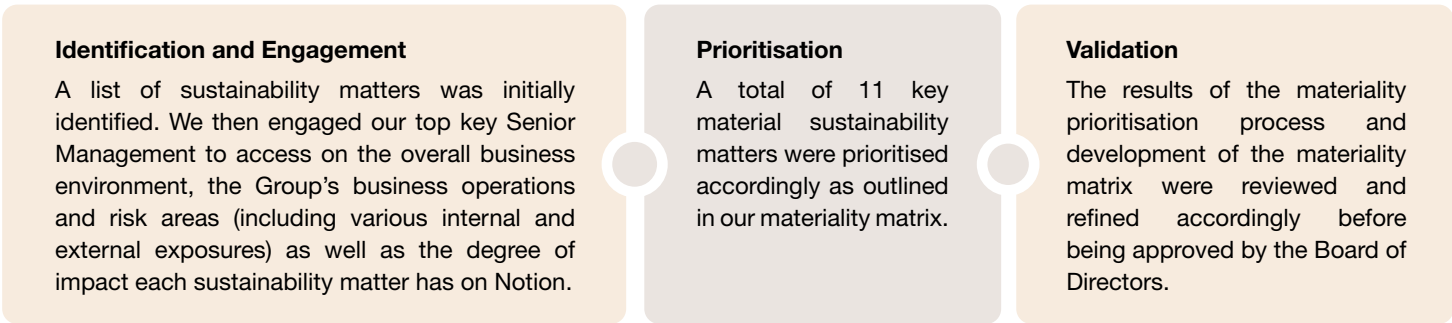 Identification and Engagement
A list of sustainability matters was initially
identified. We then engaged our top key Senior
Management to access on the overall business
environment, the Group's business operations
and risk areas (including various internal and
external exposures) as well as the degree of
impact each sustainability matter has on Notion.
Prioritisation
A total of 11 key
material sustainability
matters were prioritised
accordingly as outlined
in our materiality matrix.
Validation
The results of the materiality
prioritisation process and
development of the materiality
matrix were reviewed and
refined accordingly before
being approved by the Board of
Directors.